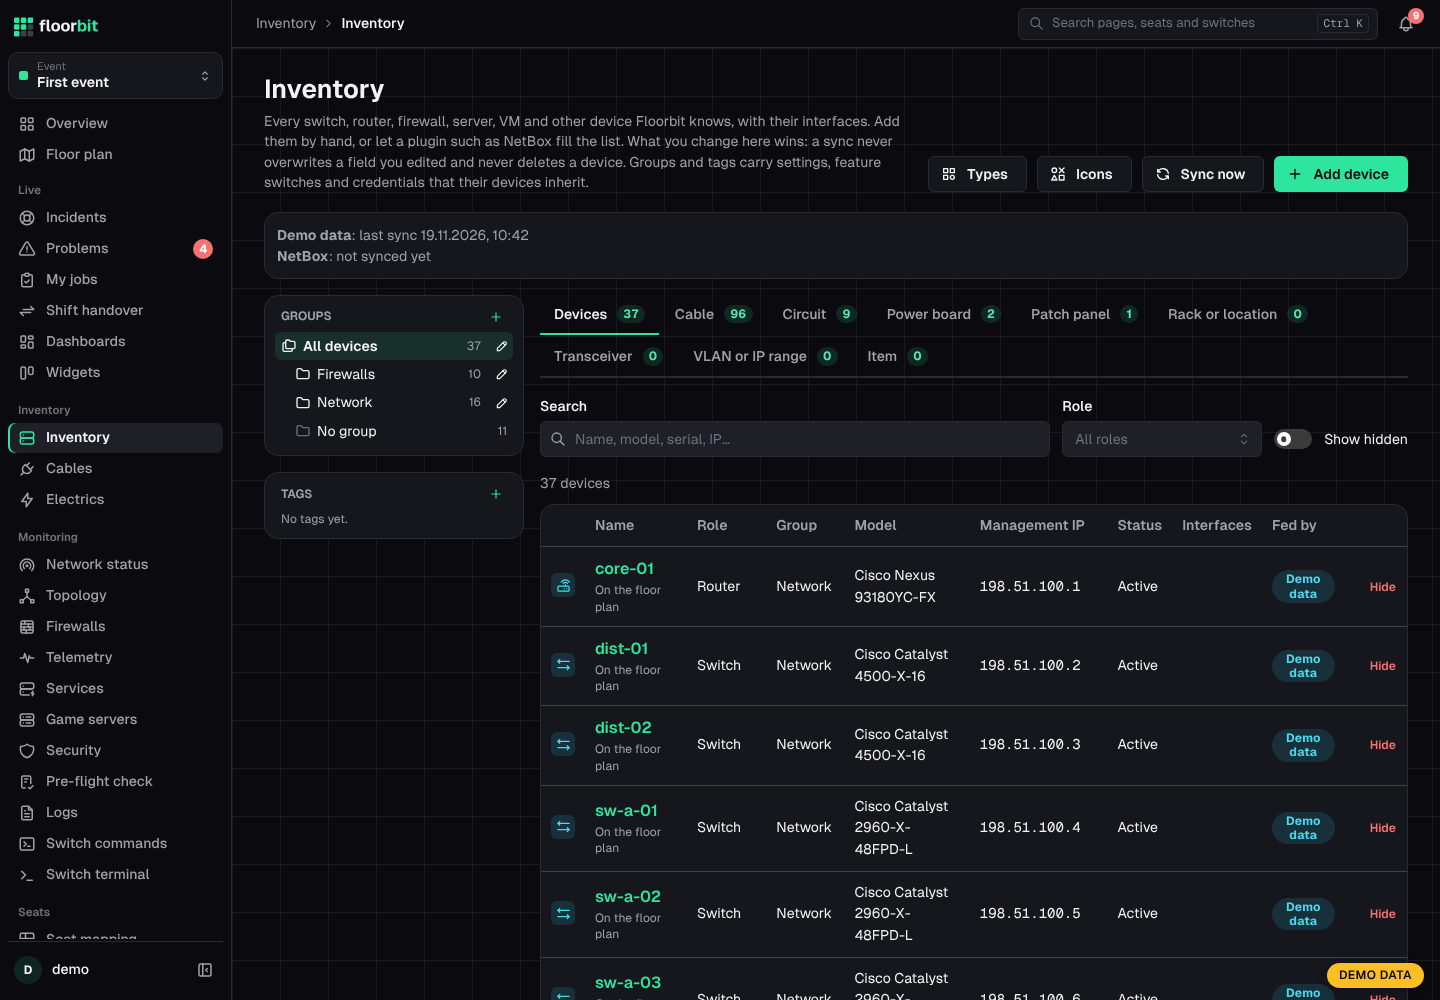 floorbit
Event
First event
Overview
Floor plan
Live
Incidents
Problems 4
My jobs
Shift handover
Dashboards
Widgets
Inventory
Inventory
Cables
Electrics
Monitoring
Network status
Topology
Firewalls
Telemetry
Services
Game servers
Security
Pre-flight check
Logs
Switch commands
Switch terminal
Seats
Seat mapping
D demo
Inventory > Inventory
Search pages, seats and switches Ctrl K
9
Inventory
Every switch, router, firewall, server, VM and other device Floorbit knows, with their interfaces. Add
them by hand, or let a plugin such as NetBox fill the list. What you change here wins: a sync never
overwrites a field you edited and never deletes a device. Groups and tags carry settings, feature
switches and credentials that their devices inherit.
Types Icons Sync now + Add device
Demo data: last sync 19.11.2026, 10:42
NetBox: not synced yet
GROUPS +
All devices 37
Firewalls 10
Network 16
No group 11
TAGS +
No tags yet.
Devices 37 Cable 96 Circuit 9 Power board 2 Patch panel 1 Rack or location 0
Transceiver 0 VLAN or IP range 0 Item 0
Search Role
Name, model, serial, IP... All roles Show hidden
37 devices
Name Role Group Model Management IP Status Interfaces Fed by
core-01
On the floor
plan
Router Network
Cisco Nexus
93180YC-FX
198.51.100.1 Active
Demo
data
Hide
dist-01
On the floor
plan
Switch Network
Cisco Catalyst
4500-X-16
198.51.100.2 Active
Demo
data
Hide
dist-02
On the floor
plan
Switch Network
Cisco Catalyst
4500-X-16
198.51.100.3 Active
Demo
data
Hide
sw-a-01
On the floor
plan
Switch Network
Cisco Catalyst
2960-X-
48FPD-L
198.51.100.4 Active
Demo
data
Hide
sw-a-02
On the floor
plan
Switch Network
Cisco Catalyst
2960-X-
48FPD-L
198.51.100.5 Active
Demo
data
Hide
sw-a-03
Switch Network
Cisco Catalyst
2960-X-
198.51.100.6 Active
Demo
Hide
DEMO DATA